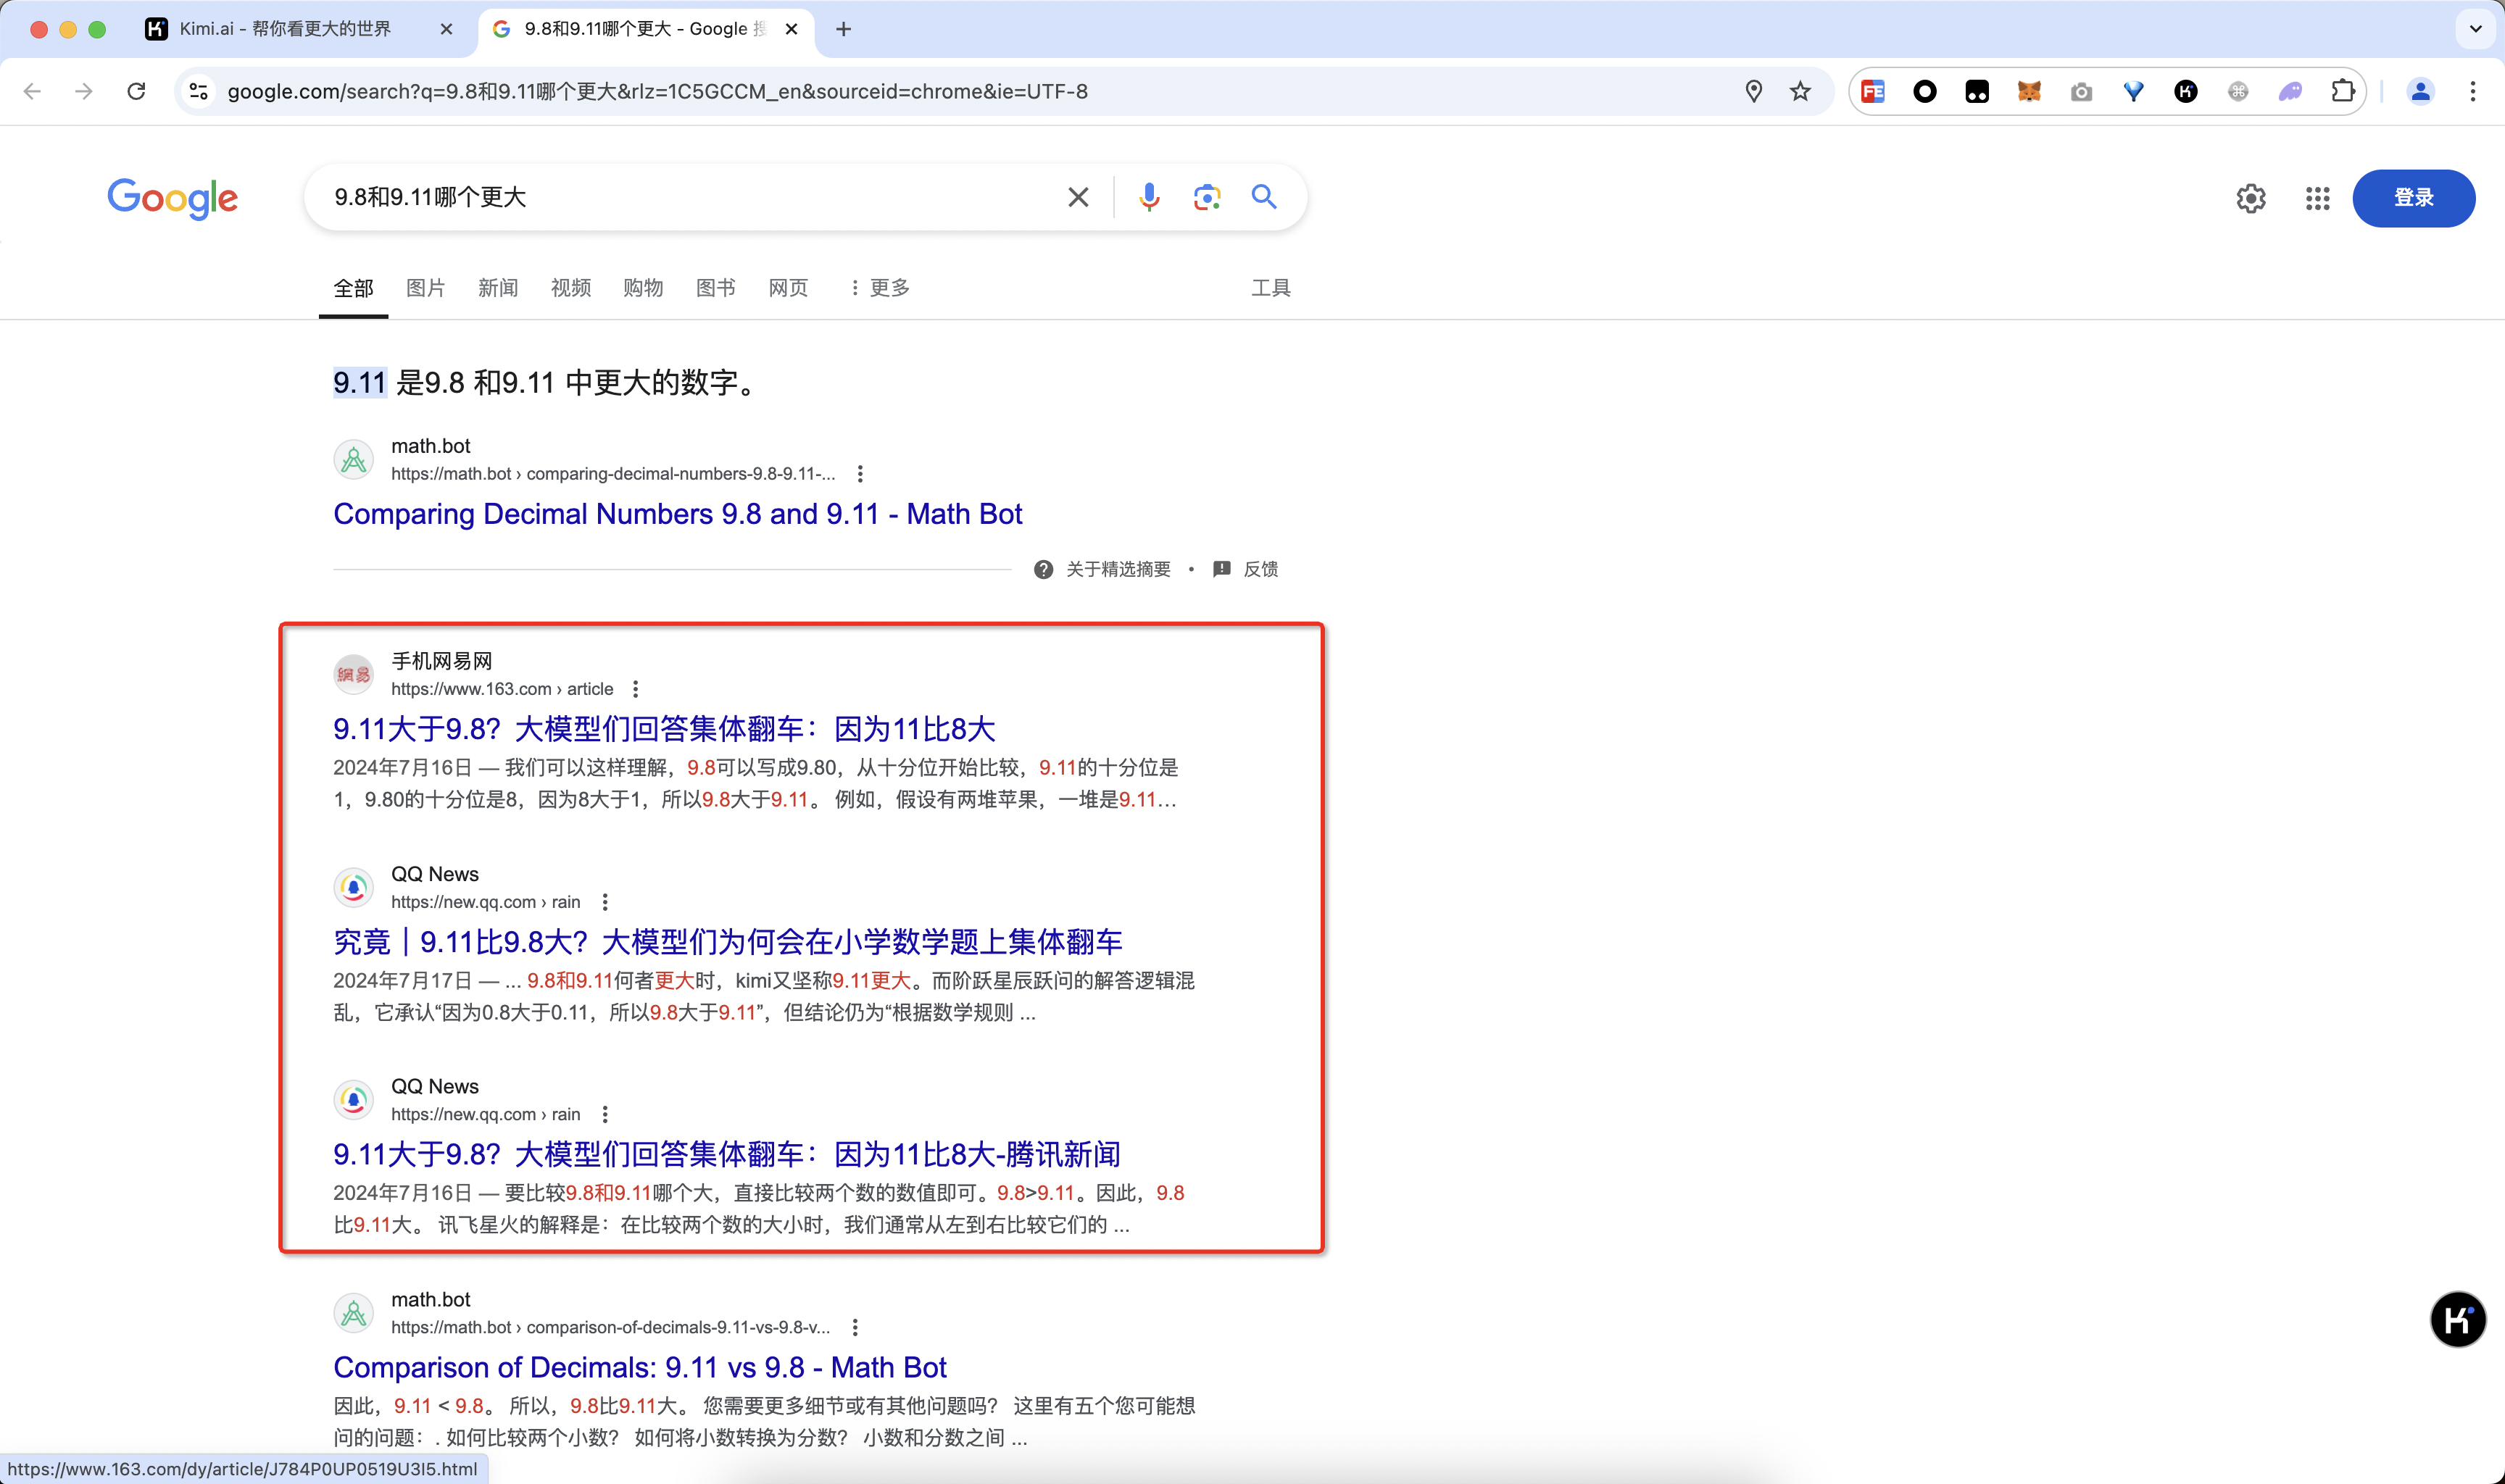 Kimi.ai - 帮你看更大的世界
9.8和9.11哪个更大 - Google 搜
google.com/search?q=9.8和9.11哪个更大&rlz=1C5GCCM_en&sourceid=chrome&ie=UTF-8
Google
9.8和9.11哪个更大
登录
全部
图片
新闻
视频
购物
图书
网页
更多
工具
9.11 是9.8 和9.11 中更大的数字。
math.bot
https://math.bot › comparing-decimal-numbers-9.8-9.11-...
Comparing Decimal Numbers 9.8 and 9.11 - Math Bot
关于精选摘要 • 反馈
網易
手机网易网
https://www.163.com › article
9.11大于9.8？大模型们回答集体翻车：因为11比8大
2024年7月16日 — 我们可以这样理解，9.8可以写成9.80，从十分位开始比较，9.11的十分位是
1，9.80的十分位是8，因为8大于1，所以9.8大于9.11。 例如，假设有两堆苹果，一堆是9.11...
QQ News
https://new.qq.com › rain
究竟｜9.11比9.8大？大模型们为何会在小学数学题上集体翻车
2024年7月17日 — ... 9.8和9.11何者更大时，kimi又坚称9.11更大。而阶跃星辰跃问的解答逻辑混
乱，它承认“因为0.8大于0.11，所以9.8大于9.11”，但结论仍为“根据数学规则 ...
QQ News
https://new.qq.com › rain
9.11大于9.8？大模型们回答集体翻车：因为11比8大-腾讯新闻
2024年7月16日 — 要比较9.8和9.11哪个大，直接比较两个数的数值即可。9.8>9.11。因此，9.8
比9.11大。 讯飞星火的解释是：在比较两个数的大小时，我们通常从左到右比较它们的 ...
math.bot
https://math.bot › comparison-of-decimals-9.11-vs-9.8-v...
Comparison of Decimals: 9.11 vs 9.8 - Math Bot
因此，9.11 < 9.8。 所以，9.8比9.11大。 您需要更多细节或有其他问题吗？ 这里有五个您可能想
问的问题：. 如何比较两个小数？ 如何将小数转换为分数？ 小数和分数之间 ...
https://www.163.com/dy/article/J784P0UP0519U3I5.html